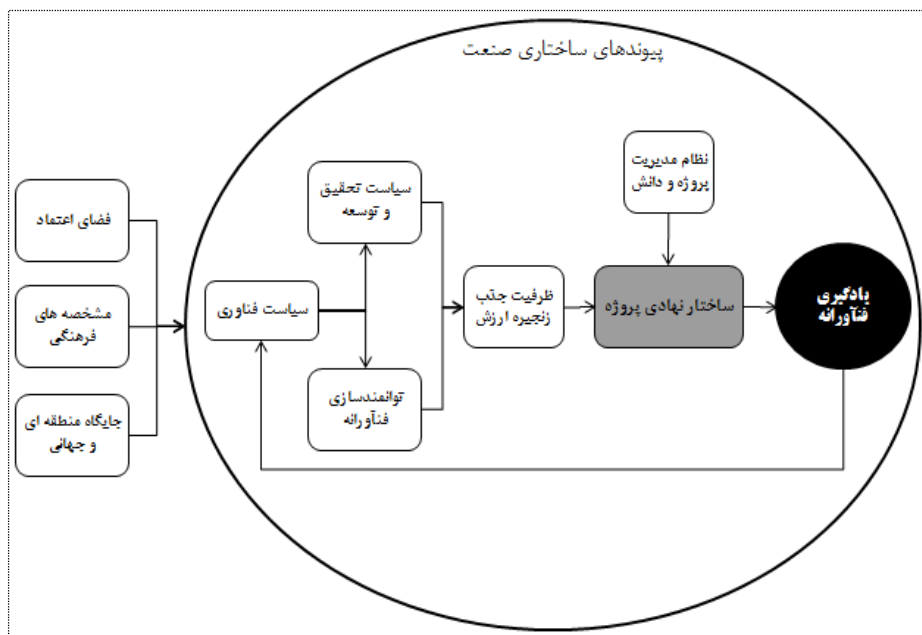 پیوندهای ساختاری صنعت
نظام مدیریت
پروژه و دانش
سیاست تحقیق
و توسعه
فضای اعتماد
مشخصه های
فرهنگی
جایگاه منطقه ای
و جهانی
سیاست فناوری
توانمندسازی
فنآورانه
ظرفیت جذب
زنجیره ارزش
ساختار نهادی پروژه
یادگیری
فنآورانه